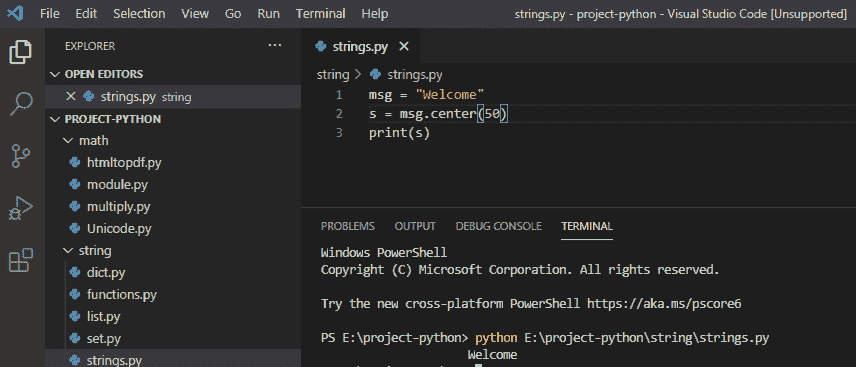 File Edit Selection View Go Run Terminal Help strings.py - project-python - Visual Studio Code [Unsupported]
EXPLORER ...
OPEN EDITORS
strings.py string
PROJECT-PYTHON
math
htmltopdf.py
module.py
multiply.py
Unicode.py
string
dict.py
functions.py
list.py
set.py
strings.py
strings.py
string > strings.py
1 msg = "Welcome"
2 s = msg.center(50)
3 print(s)
PROBLEMS OUTPUT DEBUG CONSOLE TERMINAL
Windows PowerShell
Copyright (C) Microsoft Corporation. All rights reserved.
Try the new cross-platform PowerShell https://aka.ms/pscore6
PS E:\project-python> python E:\project-python\string\strings.py
Welcome